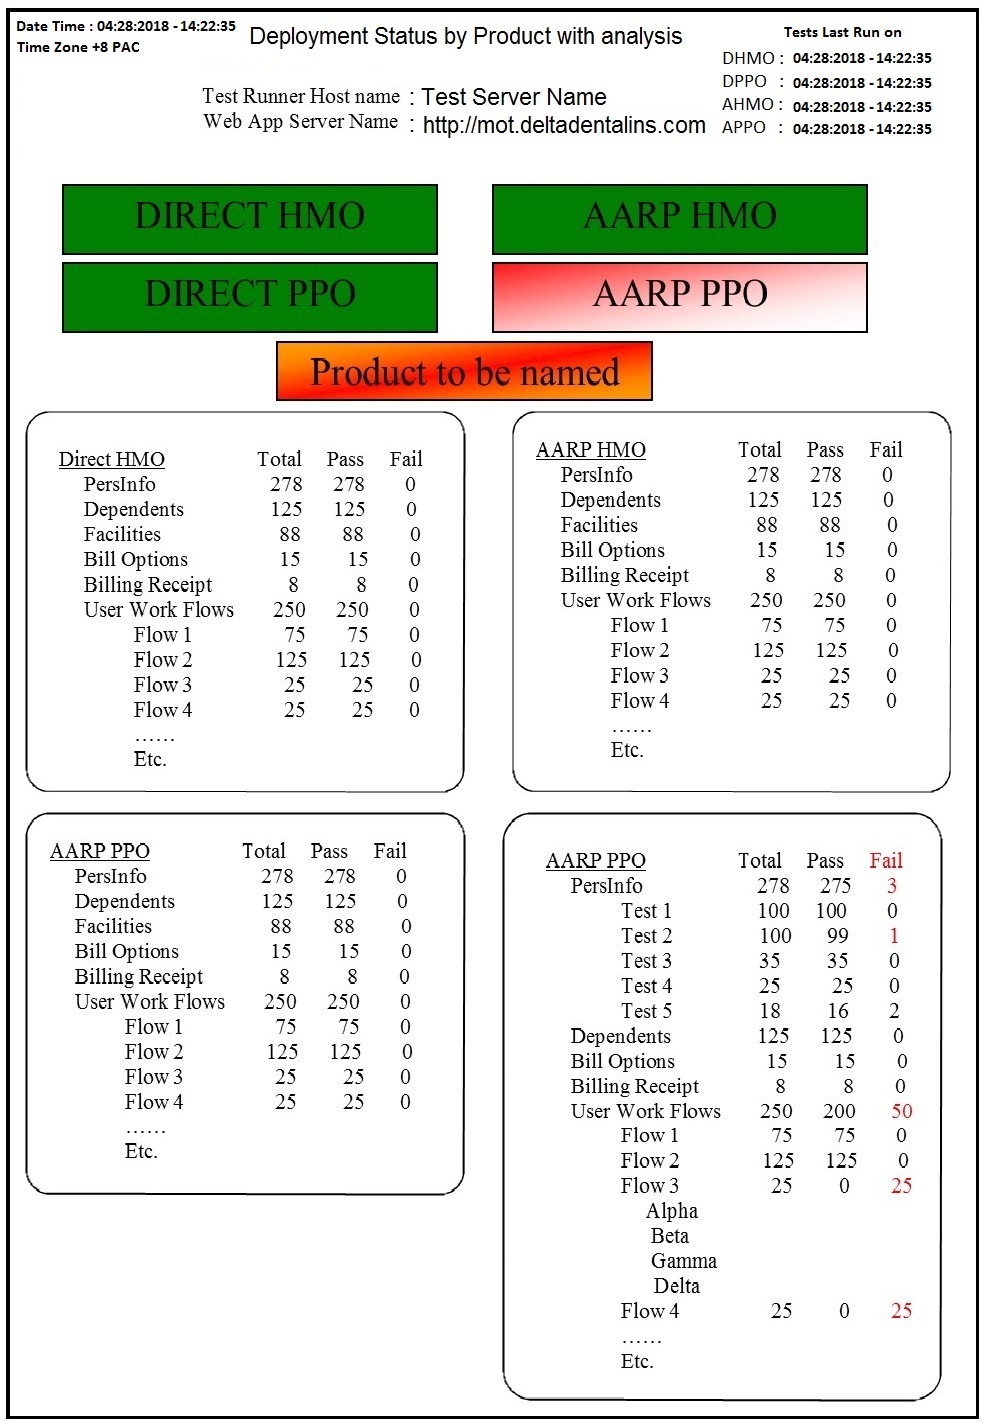 Date Time : 04:28:2018 - 14:22:35
Time Zone +8 PAC
Deployment Status by Product with analysis
Tests Last Run on
DHMO : 04:28:2018 - 14:22:35
DPPO : 04:28:2018 - 14:22:35
AHMO : 04:28:2018 - 14:22:35
APPO : 04:28:2018 - 14:22:35
Test Runner Host name : Test Server Name
Web App Server Name : http://mot.deltadentalins.com
DIRECT HMO
AARP HMO
DIRECT PPO
AARP PPO
Product to be named
Direct HMO Total Pass Fail
PersInfo 278 278 0
Dependents 125 125 0
Facilities 88 88 0
Bill Options 15 15 0
Billing Receipt 8 8 0
User Work Flows 250 250 0
Flow 1 75 75 0
Flow 2 125 125 0
Flow 3 25 25 0
Flow 4 25 25 0
......
Etc.
AARP HMO Total Pass Fail
PersInfo 278 278 0
Dependents 125 125 0
Facilities 88 88 0
Bill Options 15 15 0
Billing Receipt 8 8 0
User Work Flows 250 250 0
Flow 1 75 75 0
Flow 2 125 125 0
Flow 3 25 25 0
Flow 4 25 25 0
......
Etc.
AARP PPO Total Pass Fail
PersInfo 278 278 0
Dependents 125 125 0
Facilities 88 88 0
Bill Options 15 15 0
Billing Receipt 8 8 0
User Work Flows 250 250 0
Flow 1 75 75 0
Flow 2 125 125 0
Flow 3 25 25 0
Flow 4 25 25 0
......
Etc.
AARP PPO Total Pass Fail
PersInfo 278 275 3
Test 1 100 100 0
Test 2 100 99 1
Test 3 35 35 0
Test 4 25 25 0
Test 5 18 16 2
Dependents 125 125 0
Bill Options 15 15 0
Billing Receipt 8 8 0
User Work Flows 250 200 50
Flow 1 75 75 0
Flow 2 125 125 0
Flow 3 25 0 25
Alpha
Beta
Gamma
Delta
Flow 4 25 0 25
......
Etc.